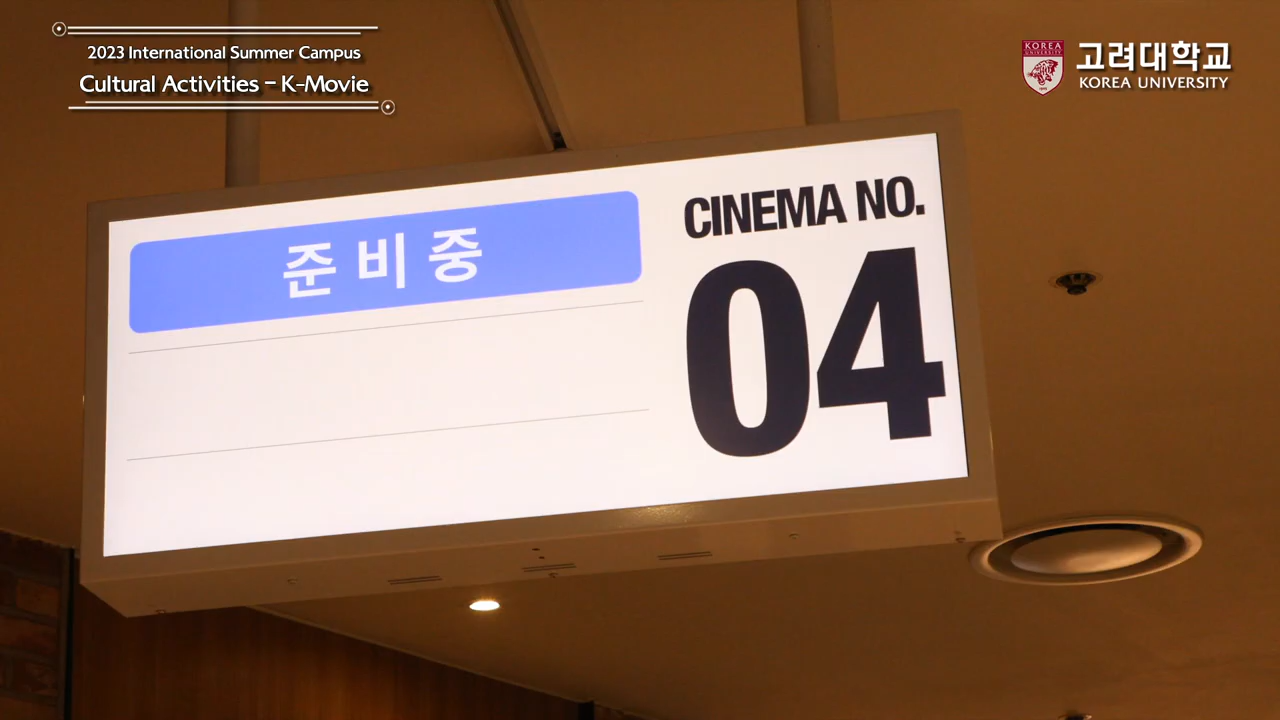 2023 International Summer Campus
Cultural Activities - K-Movie
KOREA
UNIVERSITY
고려대학교
KOREA UNIVERSITY
준비중
CINEMA NO.
04